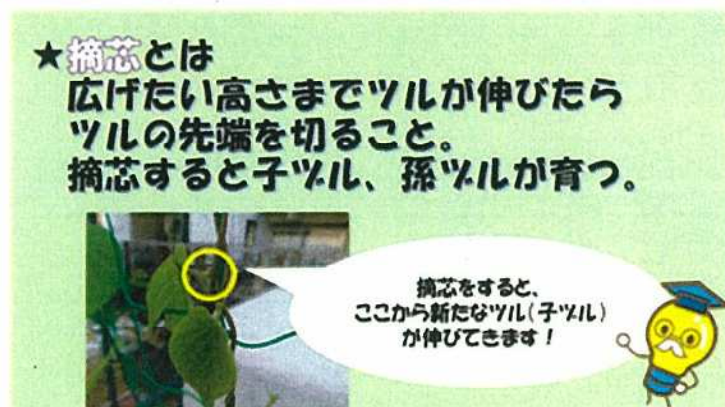 ★摘芯とは
広げたい高さまでツルが伸びたら
ツルの先端を切ること。
摘芯すると子ヅル、孫ヅルが育つ。
摘芯をすると、
ここから新たなツル(子ヅル)
が伸びてきます！